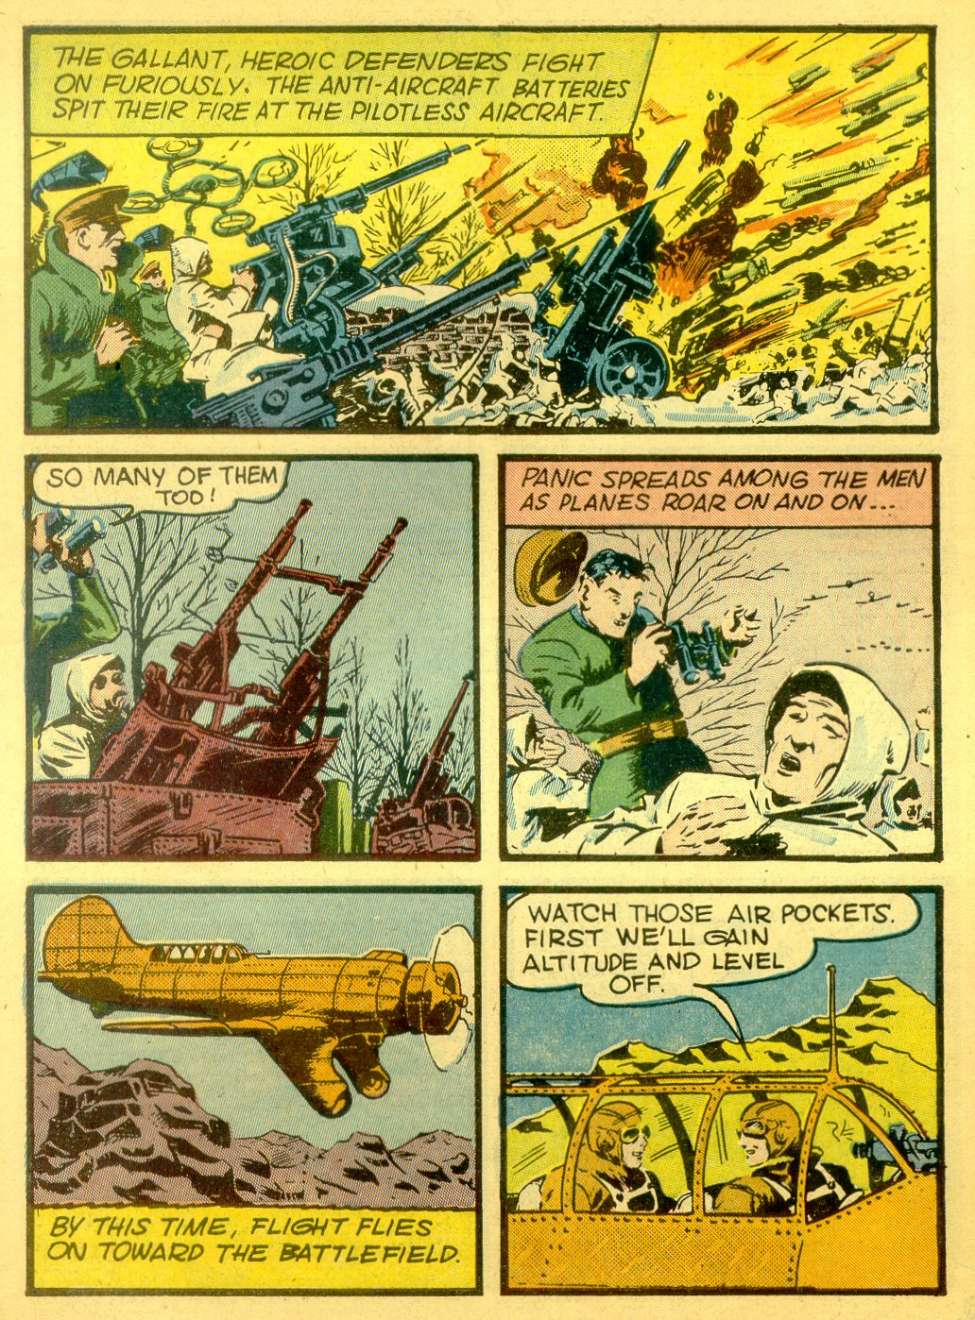 THE GALLANT, HEROIC DEFENDERS FIGHT
ON FURIOUSLY. THE ANTI-AIRCRAFT BATTERIES
SPIT THEIR FIRE AT THE PILOTLESS AIRCRAFT.
SO MANY OF THEM
TOO!
PANIC SPREADS AMONG THE MEN
AS PLANES ROAR ON AND ON...
BY THIS TIME, FLIGHT FLIES
ON TOWARD THE BATTLEFIELD.
WATCH THOSE AIR POCKETS.
FIRST WE'LL GAIN
ALTITUDE AND LEVEL
OFF.